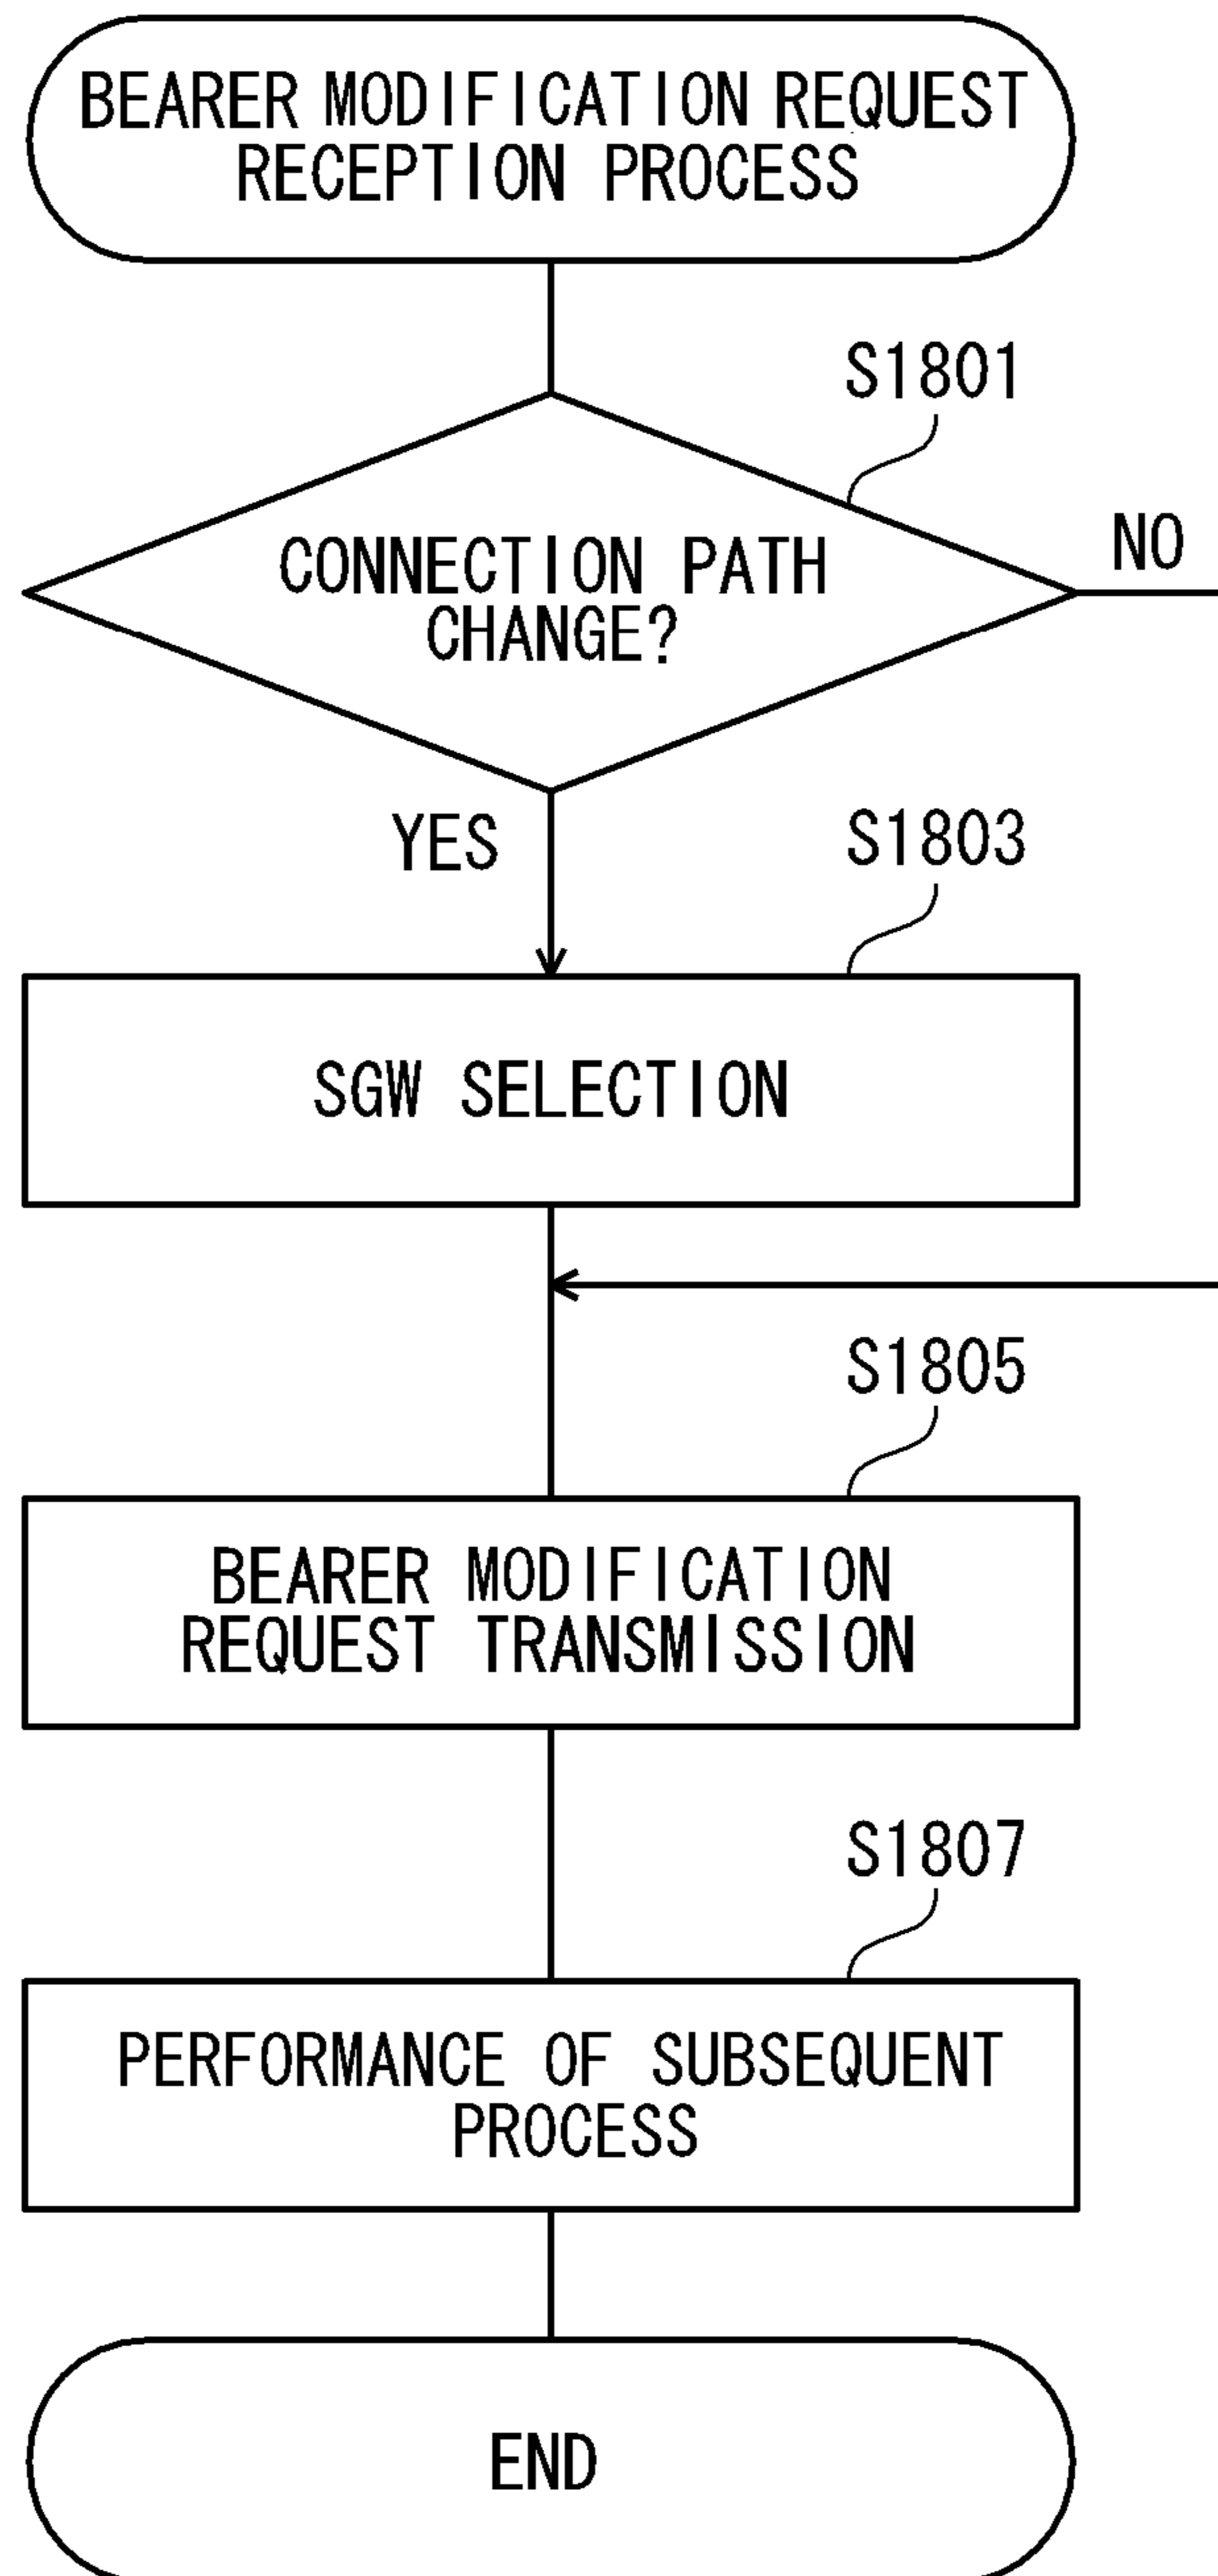 BEARER MODIFICATION REQUEST
RECEPTION PROCESS
S1801
CONNECTION PATH
CHANGE?
NO
YES
S1803
SGW SELECTION
S1805
BEARER MODIFICATION
REQUEST TRANSMISSION
S1807
PERFORMANCE OF SUBSEQUENT
PROCESS
END